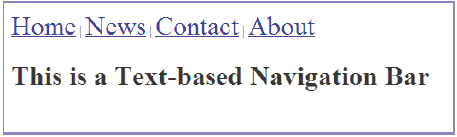 Home | News | Contact | About
This is a Text-based Navigation Bar